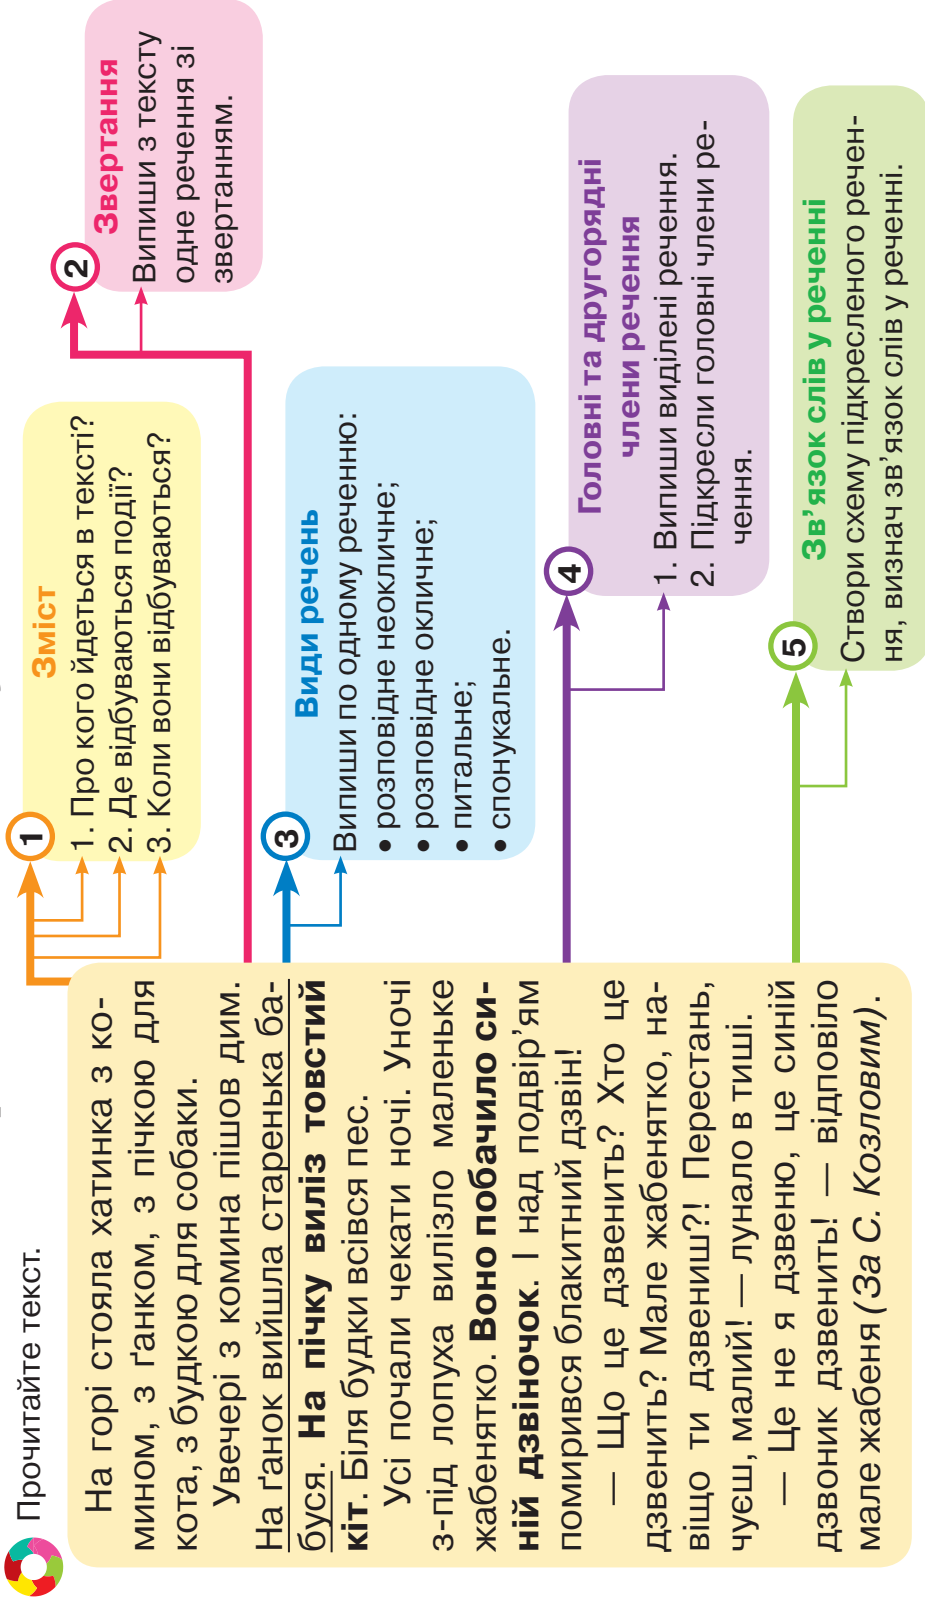 Прочитайте текст.
На горі стояла хатинка з ко-
мином, з ґанком, з пічкою для
кота, з будкою для собаки.
Увечері з комина пішов дим.
На ґанок вийшла старенька ба-
буся. На пічку виліз товстий
кіт. Біля будки всівся пес.
Усі почали чекати ночі. Уночі
з-під лопуха вилізло маленьке
жабенятко. Воно побачило си-
ній дзвіночок. І над подвір’ям
помирився блакитний дзвін!
— Що це дзвенить? Хто це
дзвенить? Мале жабенятко, на-
віщо ти дзвениш?! Перестань,
чуєш, малий! — лунало в тиші.
— Це не я дзвеню, це синій
дзвоник дзвенить! — відповіло
мале жабеня (За С. Козловим).
1
Зміст
1. Про кого йдеться в тексті?
2. Де відбуваються події?
3. Коли вони відбуваються?
2
Звертання
Випиши з тексту
одне речення зі
звертанням.
3
Види речень
Випиши по одному реченню:
• розповідне неокличне;
• розповідне окличне;
• питальне;
• спонукальне.
4
Головні та другорядні
члени речення
1. Випиши виділені речення.
2. Підкресли головні члени ре-
чення.
5
Зв’язок слів у реченні
Створи схему підкресленого речен-
ня, визнач зв’язок слів у реченні.